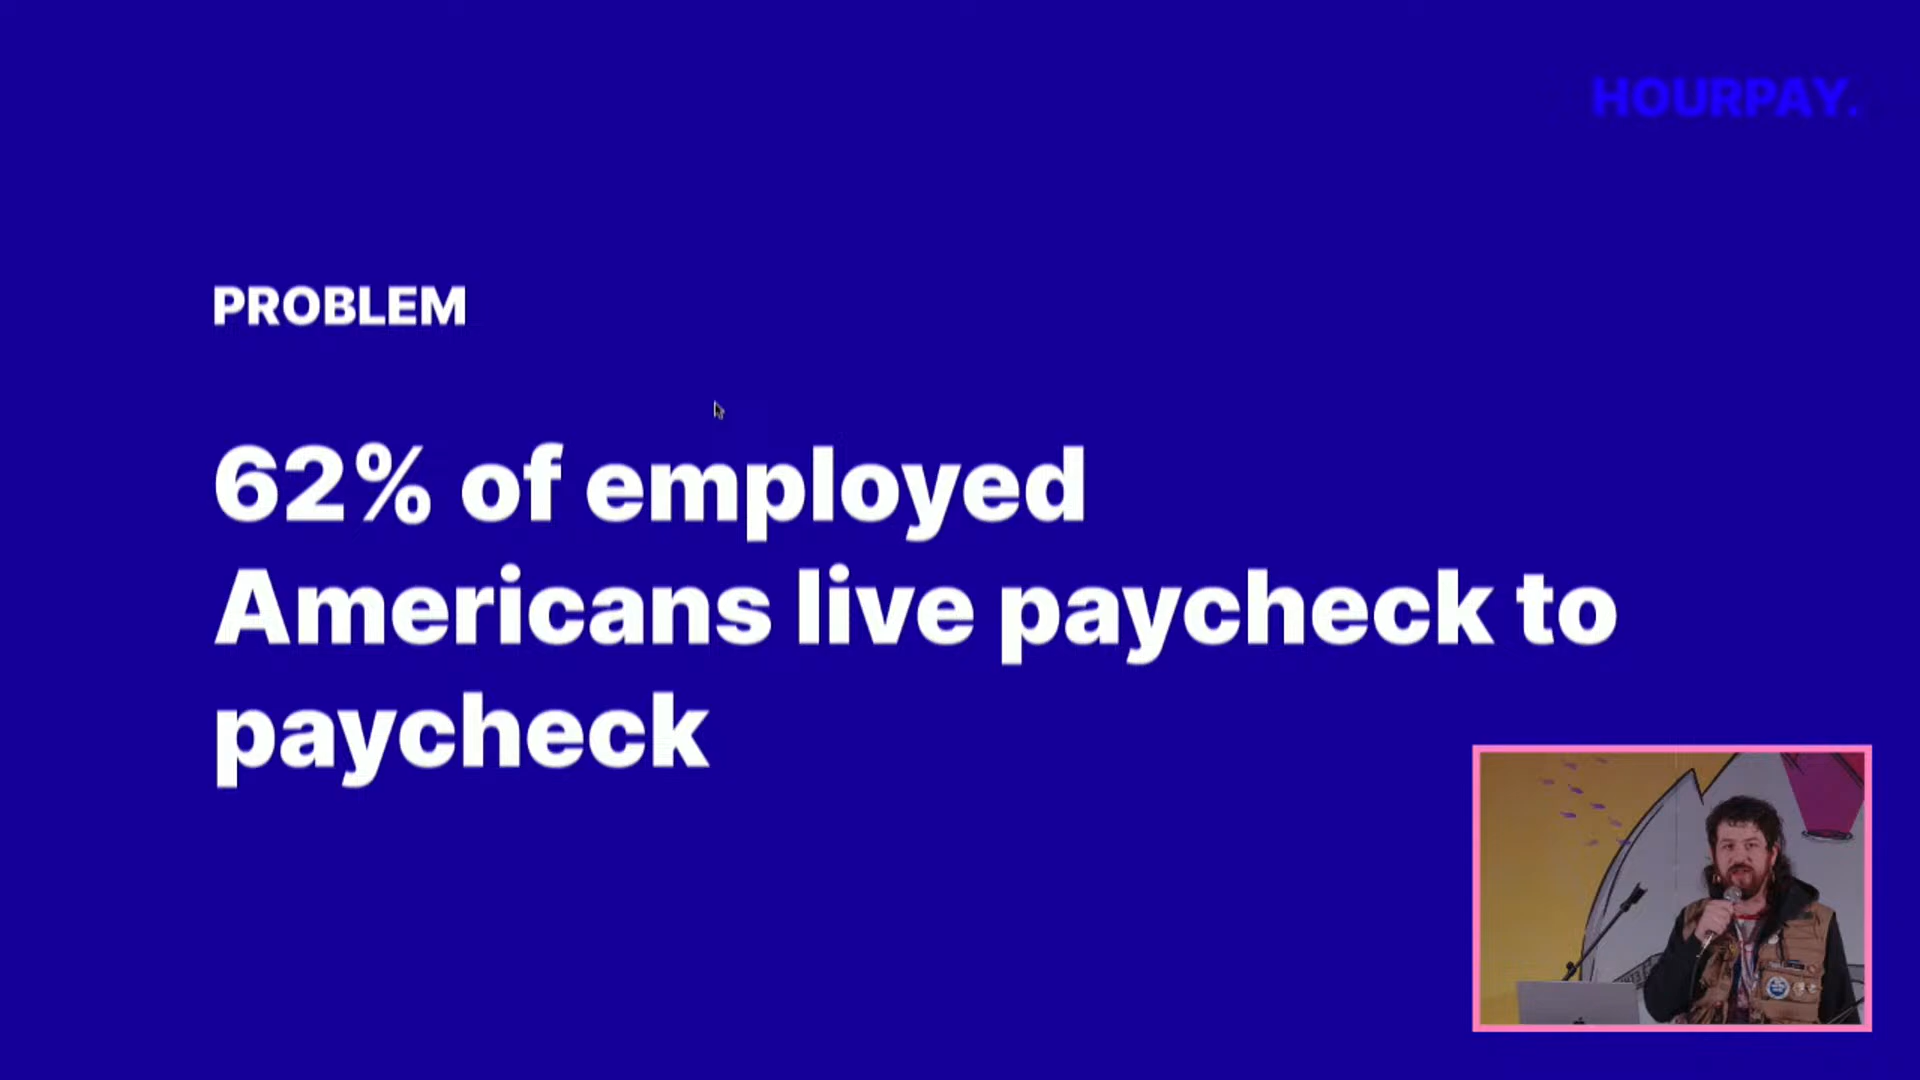 HOURPAY.
PROBLEM
62% of employed
Americans live paycheck to
paycheck